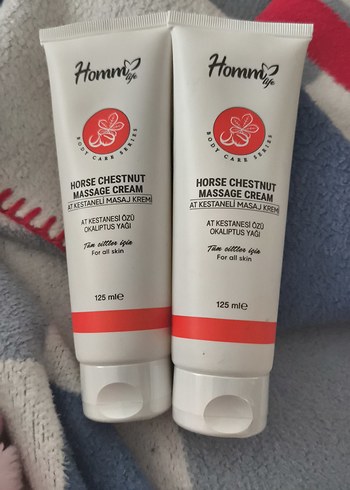 Homm
life
BODY CARE SERIES
HORSE CHESTNUT
MASSAGE CREAM
AT KESTANELİ MASAJ KREMİ
AT KESTANESİ ÖZÜ
OKALİPTUS YAĞI
Tüm ciltler için
For all skin
125 ml℮
Homm
life
BODY CARE SERIES
HORSE CHESTNUT
MASSAGE CREAM
AT KESTANELİ MASAJ KREMİ
AT KESTANESİ ÖZÜ
OKALİPTUS YAĞI
Tüm ciltler için
For all skin
125 ml℮